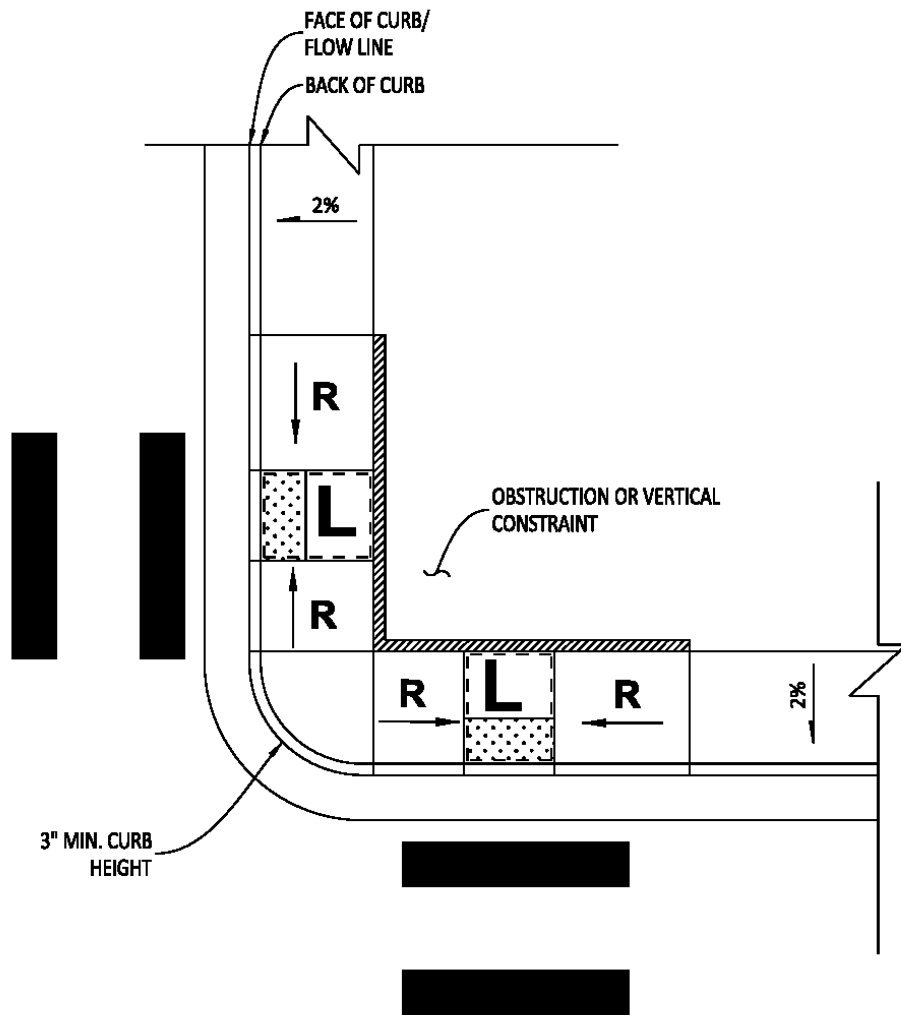 FACE OF CURB/
FLOW LINE
BACK OF CURB
2%
R
L
R
OBSTRUCTION OR VERTICAL
CONSTRAINT
R
L
R
2%
3" MIN. CURB
HEIGHT